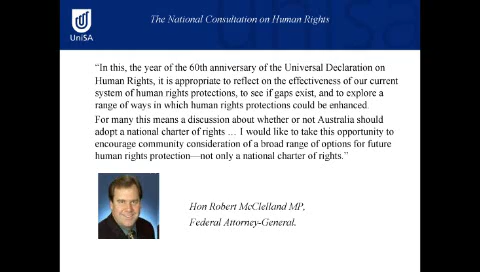 The National Consultation on Human Rights
UniSA
“In this, the year of the 60th anniversary of the Universal Declaration on
Human Rights, it is appropriate to reflect on the effectiveness of our current
system of human rights protections, to see if gaps exist, and to explore a
range of ways in which human rights protections could be enhanced.
For many this means a discussion about whether or not Australia should
adopt a national charter of rights … I would like to take this opportunity to
encourage community consideration of a broad range of options for future
human rights protection—not only a national charter of rights.”
Hon Robert McClelland MP,
Federal Attorney-General.